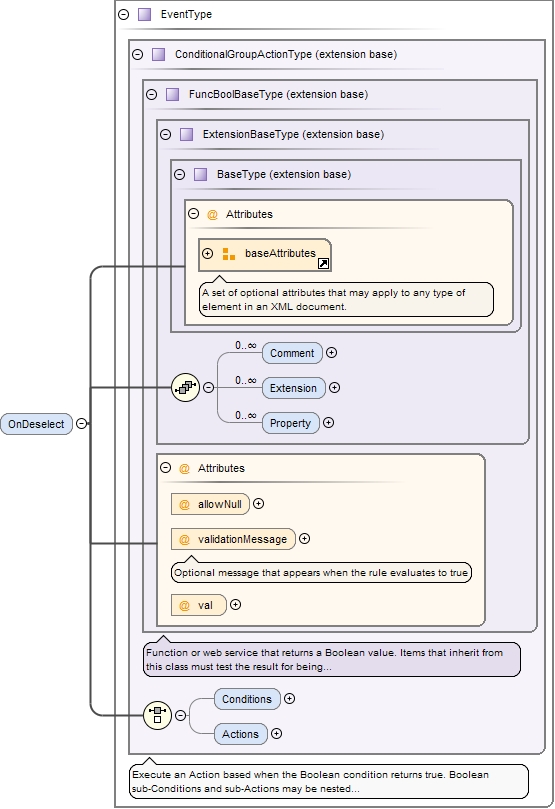 EventType
ConditionalGroupActionType (extension base)
FuncBoolBaseType (extension base)
ExtensionBaseType (extension base)
BaseType (extension base)
@ Attributes
baseAttributes
A set of optional attributes that may apply to any type of
element in an XML document.
0..∞
Comment
0..∞
Extension
0..∞
Property
OnDeselect
@ Attributes
@ allowNull
@ validationMessage
Optional message that appears when the rule evaluates to true
@ val
Function or web service that returns a Boolean value. Items that inherit from
this class must test the result for being...
Conditions
Actions
Execute an Action based when the Boolean condition returns true. Boolean
sub-Conditions and sub-Actions may be nested...